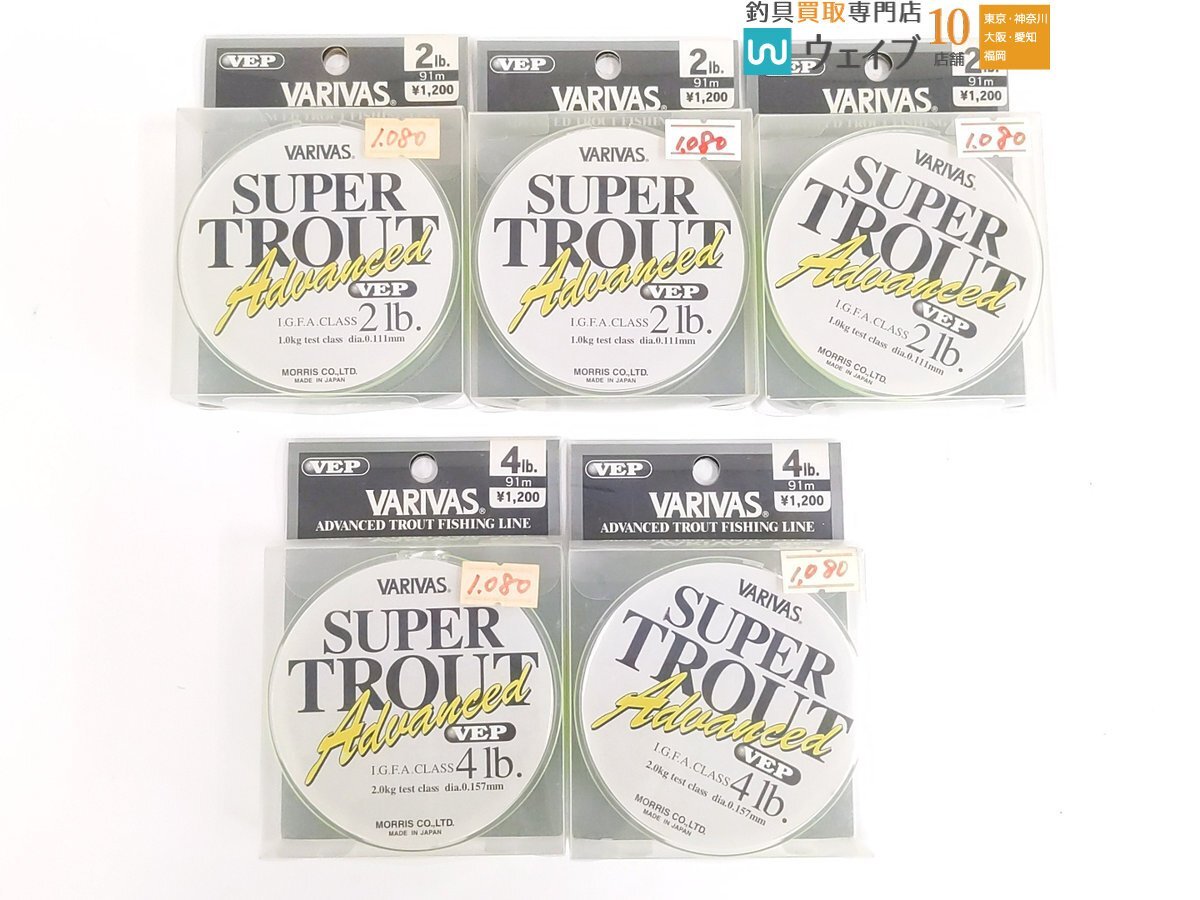 釣具買取専門店
ウェイブ
10
店舗
東京・神奈川
大阪・愛知
福岡
VEP
2lb.
91m
¥1,200
VARIVAS®
1.080
VARIVAS®
SUPER
TROUT
Advanced
VEP
I.G.F.A.CLASS 2 lb.
1.0kg test class dia.0.111mm
MORRIS CO.,LTD.
MADE IN JAPAN
VEP
2lb.
91m
¥1,200
VARIVAS®
1.080
VARIVAS®
SUPER
TROUT
Advanced
VEP
I.G.F.A.CLASS 2 lb.
1.0kg test class dia.0.111mm
MORRIS CO.,LTD.
MADE IN JAPAN
VEP
2lb.
91m
¥1,200
VARIVAS®
1.080
VARIVAS®
SUPER
TROUT
Advanced
VEP
I.G.F.A.CLASS 2 lb.
1.0kg test class dia.0.111mm
MORRIS CO.,LTD.
MADE IN JAPAN
VEP
4lb.
91m
¥1,200
VARIVAS®
ADVANCED TROUT FISHING LINE
1.080
VARIVAS®
SUPER
TROUT
Advanced
VEP
I.G.F.A.CLASS 4 lb.
2.0kg test class dia.0.157mm
MORRIS CO.,LTD.
MADE IN JAPAN
VEP
4lb.
91m
¥1,200
VARIVAS®
ADVANCED TROUT FISHING LINE
1.080
VARIVAS®
SUPER
TROUT
Advanced
VEP
I.G.F.A.CLASS 4 lb.
2.0kg test class dia.0.157mm
MORRIS CO.,LTD.
MADE IN JAPAN